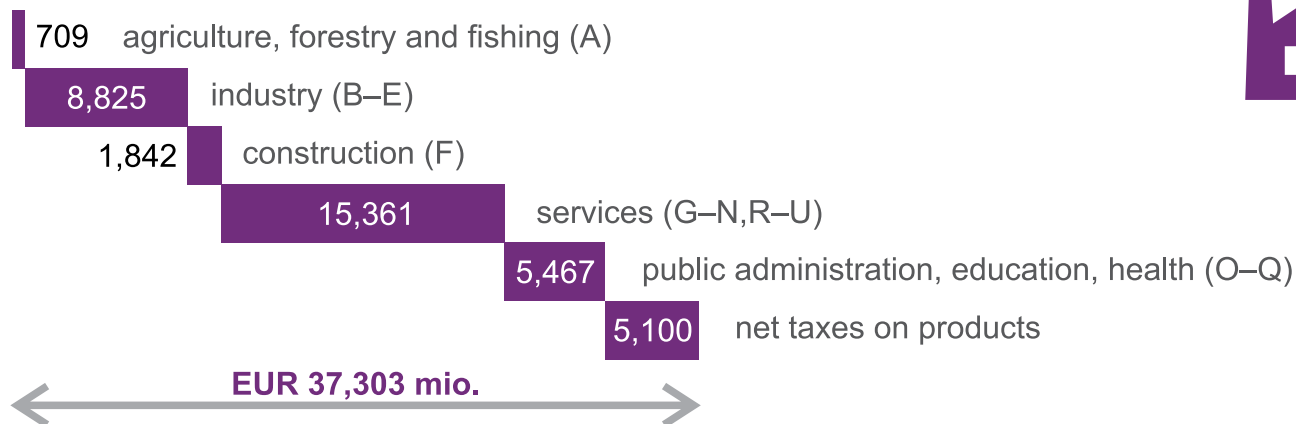 709 agriculture, forestry and fishing (A)
8,825 industry (B–E)
1,842 construction (F)
15,361 services (G–N,R–U)
5,467 public administration, education, health (O–Q)
5,100 net taxes on products
EUR 37,303 mio.